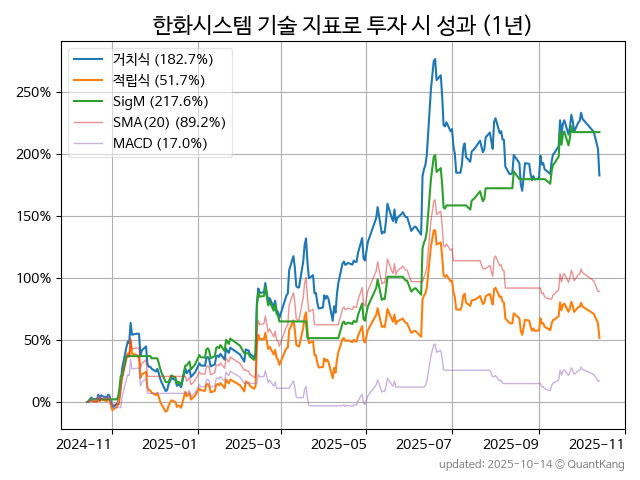 한화시스템 기술 지표로 투자 시 성과 (1년)
거치식 (182.7%)
적립식 (51.7%)
SigM (217.6%)
SMA(20) (89.2%)
MACD (17.0%)
250%
200%
150%
100%
50%
0%
2024-11 2025-01 2025-03 2025-05 2025-07 2025-09 2025-11
updated: 2025-10-14 © QuantKang